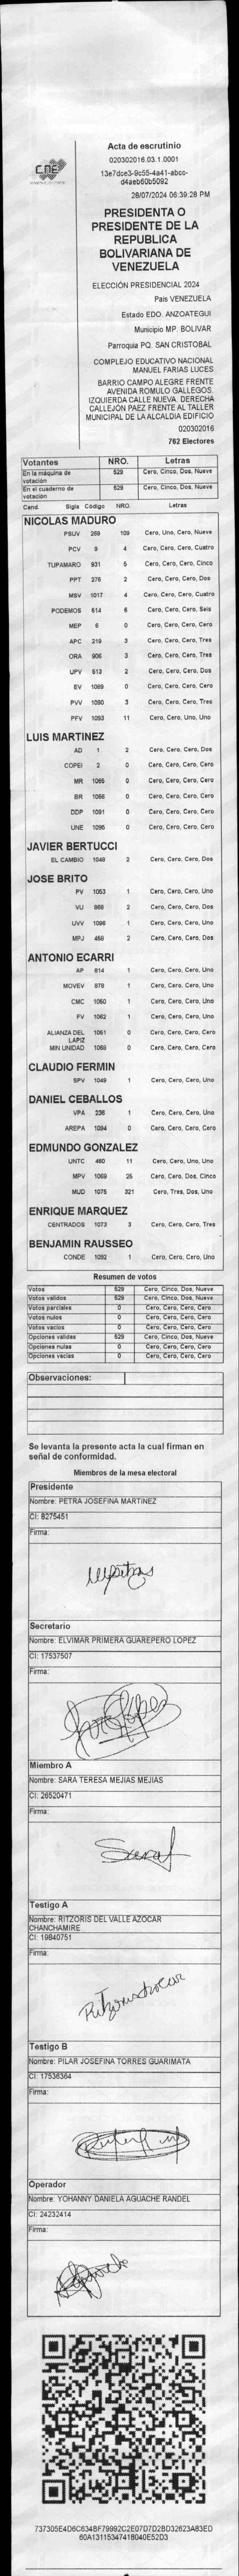 CNE
Acta de escrutinio
020302016.03.1.0001
13e7dce3-9c55-4a41-abcc-
d4aeb60b5092
28/07/2024 06:39:28 PM
PRESIDENTA O
PRESIDENTE DE LA
REPUBLICA
BOLIVARIANA DE
VENEZUELA
ELECCIÓN PRESIDENCIAL 2024
País VENEZUELA
Estado EDO. ANZOATEGUI
Municipio MP. BOLIVAR
Parroquia PQ. SAN CRISTOBAL
COMPLEJO EDUCATIVO NACIONAL
MANUEL FARIAS LUCES
BARRIO CAMPO ALEGRE FRENTE
AVENIDA ROMULO GALLEGOS.
IZQUIERDA CALLE NUEVA. DERECHA
CALLEJÓN PAEZ FRENTE AL TALLER
MUNICIPAL DE LA ALCALDIA EDIFICIO
020302016
762 Electores
Votantes NRO. Letras
En la máquina de votación 529 Cero, Cinco, Dos, Nueve
En el cuaderno de votación 529 Cero, Cinco, Dos, Nueve
Cand. Sigla Código NRO. Letras
NICOLAS MADURO
PSUV 269 109 Cero, Uno, Cero, Nueve
PCV 9 4 Cero, Cero, Cero, Cuatro
TUPAMARO 931 5 Cero, Cero, Cero, Cinco
PPT 276 2 Cero, Cero, Cero, Dos
MSV 1017 4 Cero, Cero, Cero, Cuatro
PODEMOS 514 6 Cero, Cero, Cero, Seis
MEP 6 0 Cero, Cero, Cero, Cero
APC 219 3 Cero, Cero, Cero, Tres
ORA 906 3 Cero, Cero, Cero, Tres
UPV 513 2 Cero, Cero, Cero, Dos
EV 1089 0 Cero, Cero, Cero, Cero
PVV 1090 3 Cero, Cero, Cero, Tres
PFV 1093 11 Cero, Cero, Uno, Uno
LUIS MARTINEZ
AD 1 2 Cero, Cero, Cero, Dos
COPEI 2 0 Cero, Cero, Cero, Cero
MR 1065 0 Cero, Cero, Cero, Cero
BR 1066 0 Cero, Cero, Cero, Cero
DDP 1091 0 Cero, Cero, Cero, Cero
UNE 1095 0 Cero, Cero, Cero, Cero
JAVIER BERTUCCI
EL CAMBIO 1048 2 Cero, Cero, Cero, Dos
JOSE BRITO
PV 1053 1 Cero, Cero, Cero, Uno
VU 868 2 Cero, Cero, Cero, Dos
UVV 1096 1 Cero, Cero, Cero, Uno
MPJ 459 2 Cero, Cero, Cero, Dos
ANTONIO ECARRI
AP 814 1 Cero, Cero, Cero, Uno
MOVEV 878 1 Cero, Cero, Cero, Uno
CMC 1050 1 Cero, Cero, Cero, Uno
FV 1062 1 Cero, Cero, Cero, Uno
ALIANZA DEL LAPIZ 1051 0 Cero, Cero, Cero, Cero
MIN UNIDAD 1068 0 Cero, Cero, Cero, Cero
CLAUDIO FERMIN
SPV 1049 1 Cero, Cero, Cero, Uno
DANIEL CEBALLOS
VPA 236 1 Cero, Cero, Cero, Uno
AREPA 1094 0 Cero, Cero, Cero, Cero
EDMUNDO GONZALEZ
UNTC 460 11 Cero, Cero, Uno, Uno
MPV 1069 25 Cero, Cero, Dos, Cinco
MUD 1075 321 Cero, Tres, Dos, Uno
ENRIQUE MARQUEZ
CENTRADOS 1073 3 Cero, Cero, Cero, Tres
BENJAMIN RAUSSEO
CONDE 1092 1 Cero, Cero, Cero, Uno
Resumen de votos
Votos 529 Cero, Cinco, Dos, Nueve
Votos validos 529 Cero, Cinco, Dos, Nueve
Votos parciales 0 Cero, Cero, Cero, Cero
Votos nulos 0 Cero, Cero, Cero, Cero
Votos vacios 0 Cero, Cero, Cero, Cero
Opciones validas 529 Cero, Cinco, Dos, Nueve
Opciones nulas 0 Cero, Cero, Cero, Cero
Opciones vacias 0 Cero, Cero, Cero, Cero
Observaciones:
Se levanta la presente acta la cual firman en
señal de conformidad.
Miembros de la mesa electoral
Presidente
Nombre: PETRA JOSEFINA MARTINEZ
CI: 8275451
Firma:
Secretario
Nombre: ELVIMAR PRIMERA GUAREPERO LOPEZ
CI: 17537507
Firma:
Miembro A
Nombre: SARA TERESA MEJIAS MEJIAS
CI: 26520471
Firma:
Testigo A
Nombre: RITZORIS DEL VALLE AZOCAR
CHANCHAMIRE
CI: 19840751
Firma:
Testigo B
Nombre: PILAR JOSEFINA TORRES GUARIMATA
CI: 17536364
Firma:
Operador
Nombre: YOHANNY DANIELA AGUACHE RANDEL
CI: 24232414
Firma:
737305E4D6C634BF79992C2E07D7D2BD32623A83ED
60A13115347418040E52D3